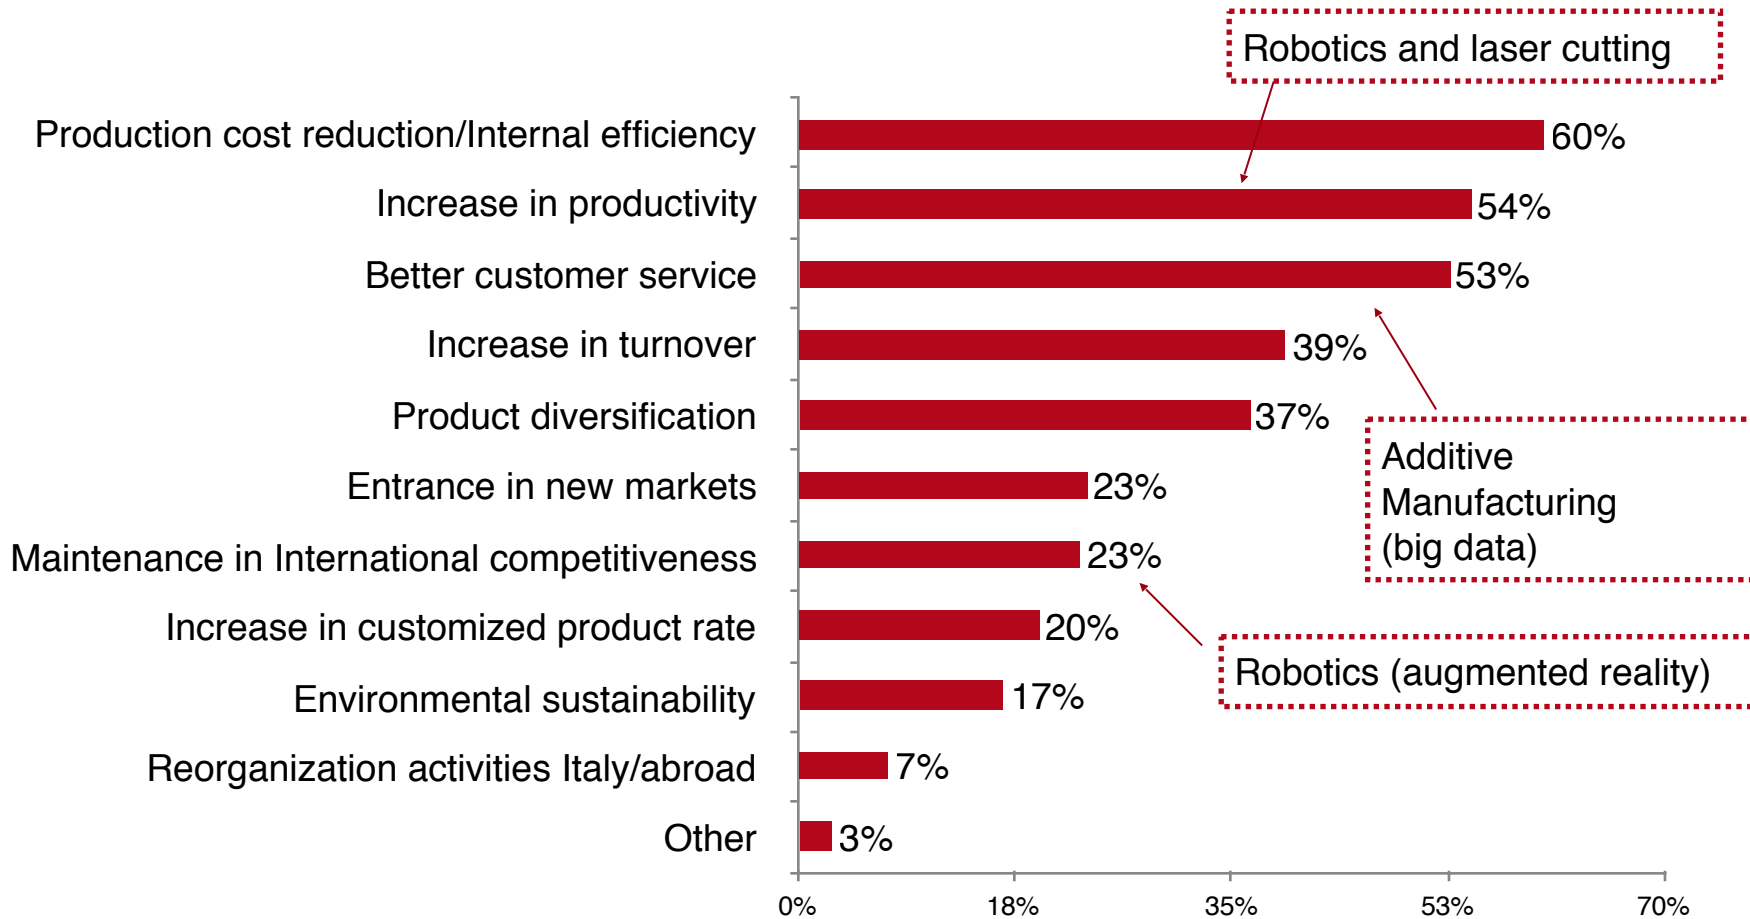 Robotics and laser cutting
Production cost reduction/Internal efficiency 60%
Increase in productivity 54%
Better customer service 53%
Increase in turnover 39%
Product diversification 37%
Additive
Manufacturing
(big data)
Entrance in new markets 23%
Maintenance in International competitiveness 23%
Increase in customized product rate 20%
Robotics (augmented reality)
Environmental sustainability 17%
Reorganization activities Italy/abroad 7%
Other 3%
0% 18% 35% 53% 70%